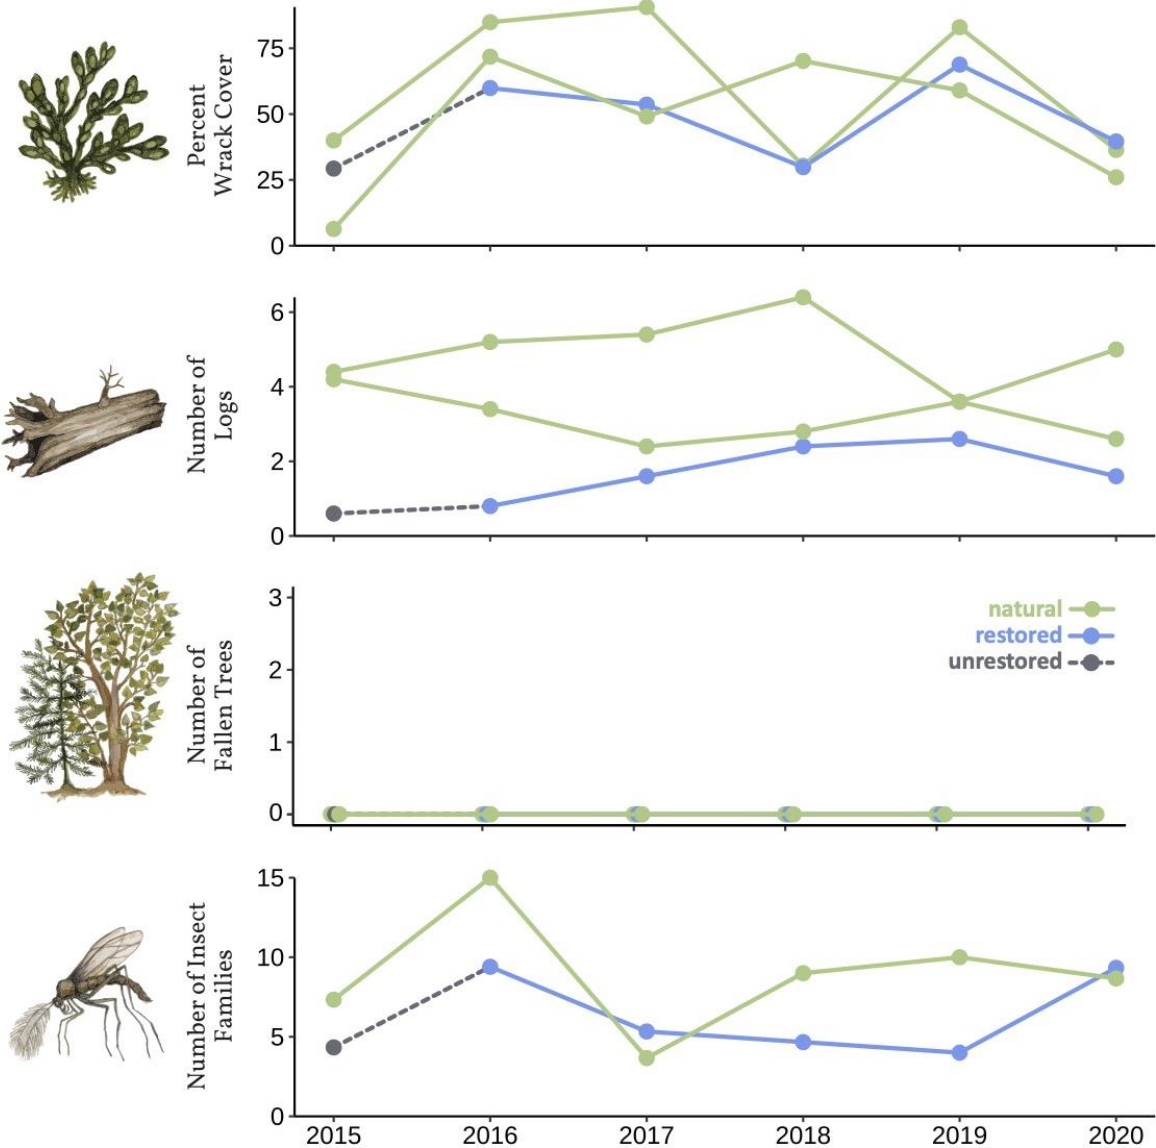 Percent
Wrack Cover
75
50
25
0
Number of
Logs
6
4
2
0
Number of
Fallen Trees
3
2
1
0
natural
restored
unrestored
Number of Insect
Families
15
10
5
0
2015 2016 2017 2018 2019 2020